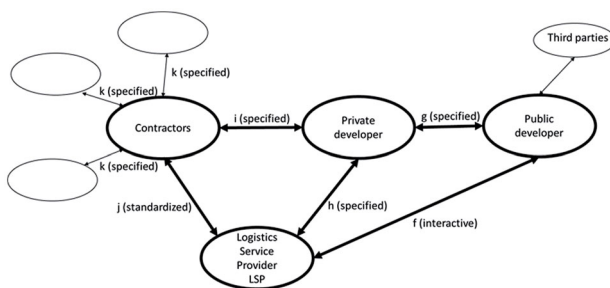 Third parties
k (specified)
k (specified)
Contractors
i (specified)
Private
developer
g (specified)
Public
developer
k (specified)
j (standardized)
h (specified)
f (interactive)
Logistics
Service
Provider
LSP